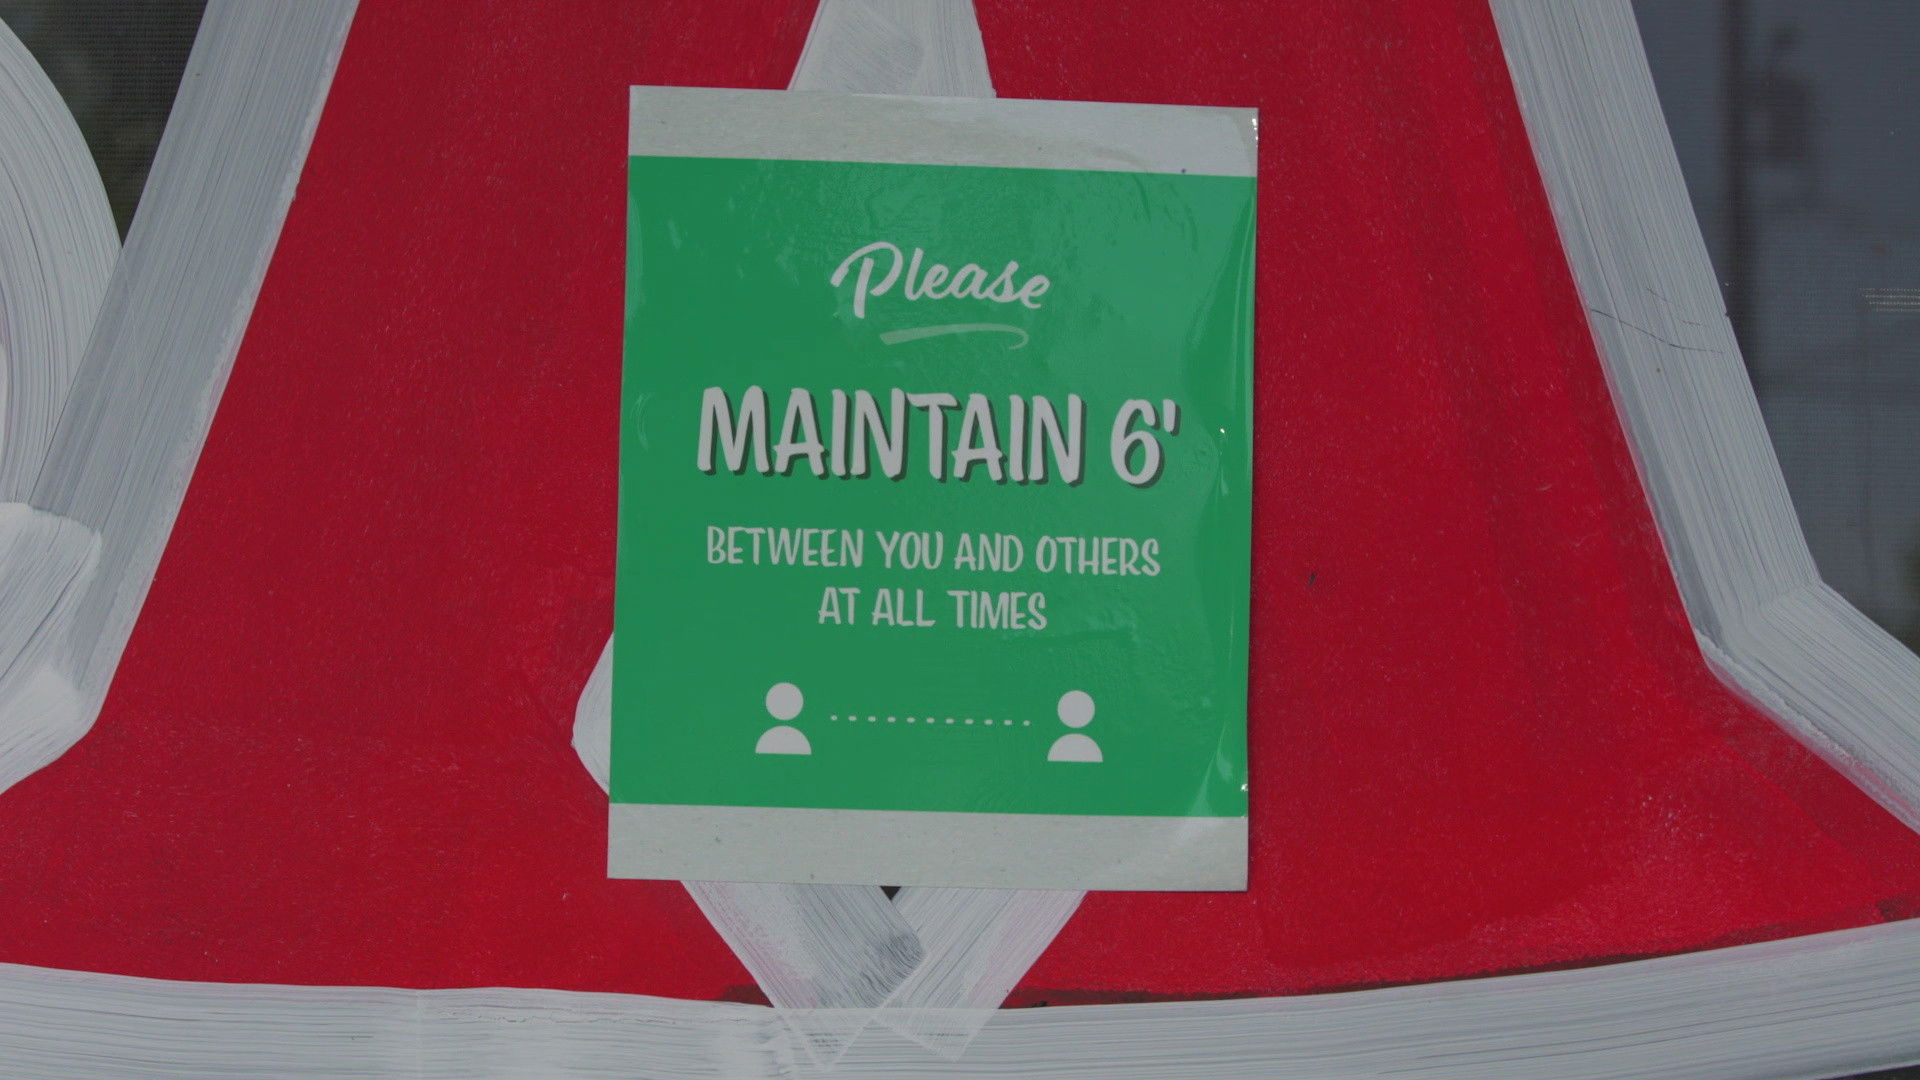 Please
MAINTAIN 6'
BETWEEN YOU AND OTHERS
AT ALL TIMES